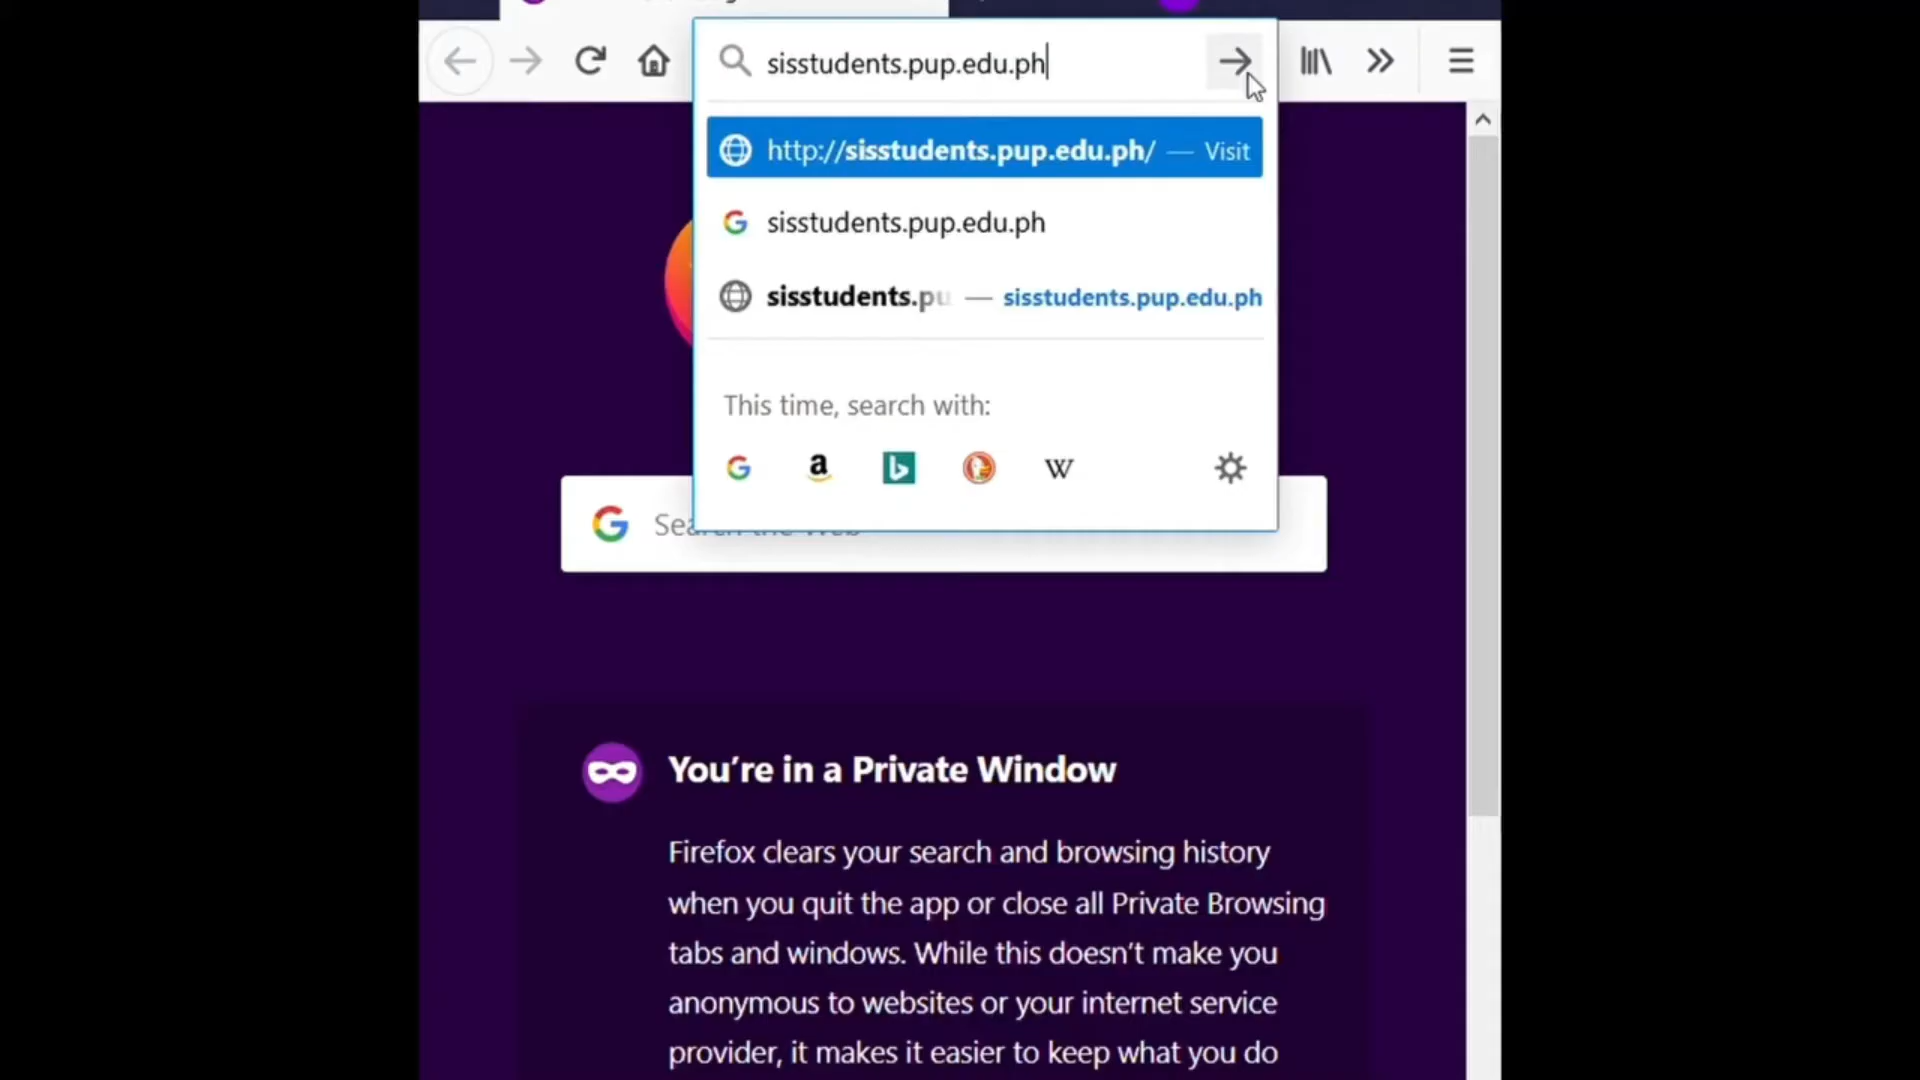 sisstudents.pup.edu.ph
http://sisstudents.pup.edu.ph/ — Visit
sisstudents.pup.edu.ph
sisstudents.pu — sisstudents.pup.edu.ph
This time, search with:
Search the Web
You're in a Private Window
Firefox clears your search and browsing history
when you quit the app or close all Private Browsing
tabs and windows. While this doesn't make you
anonymous to websites or your internet service
provider, it makes it easier to keep what you do